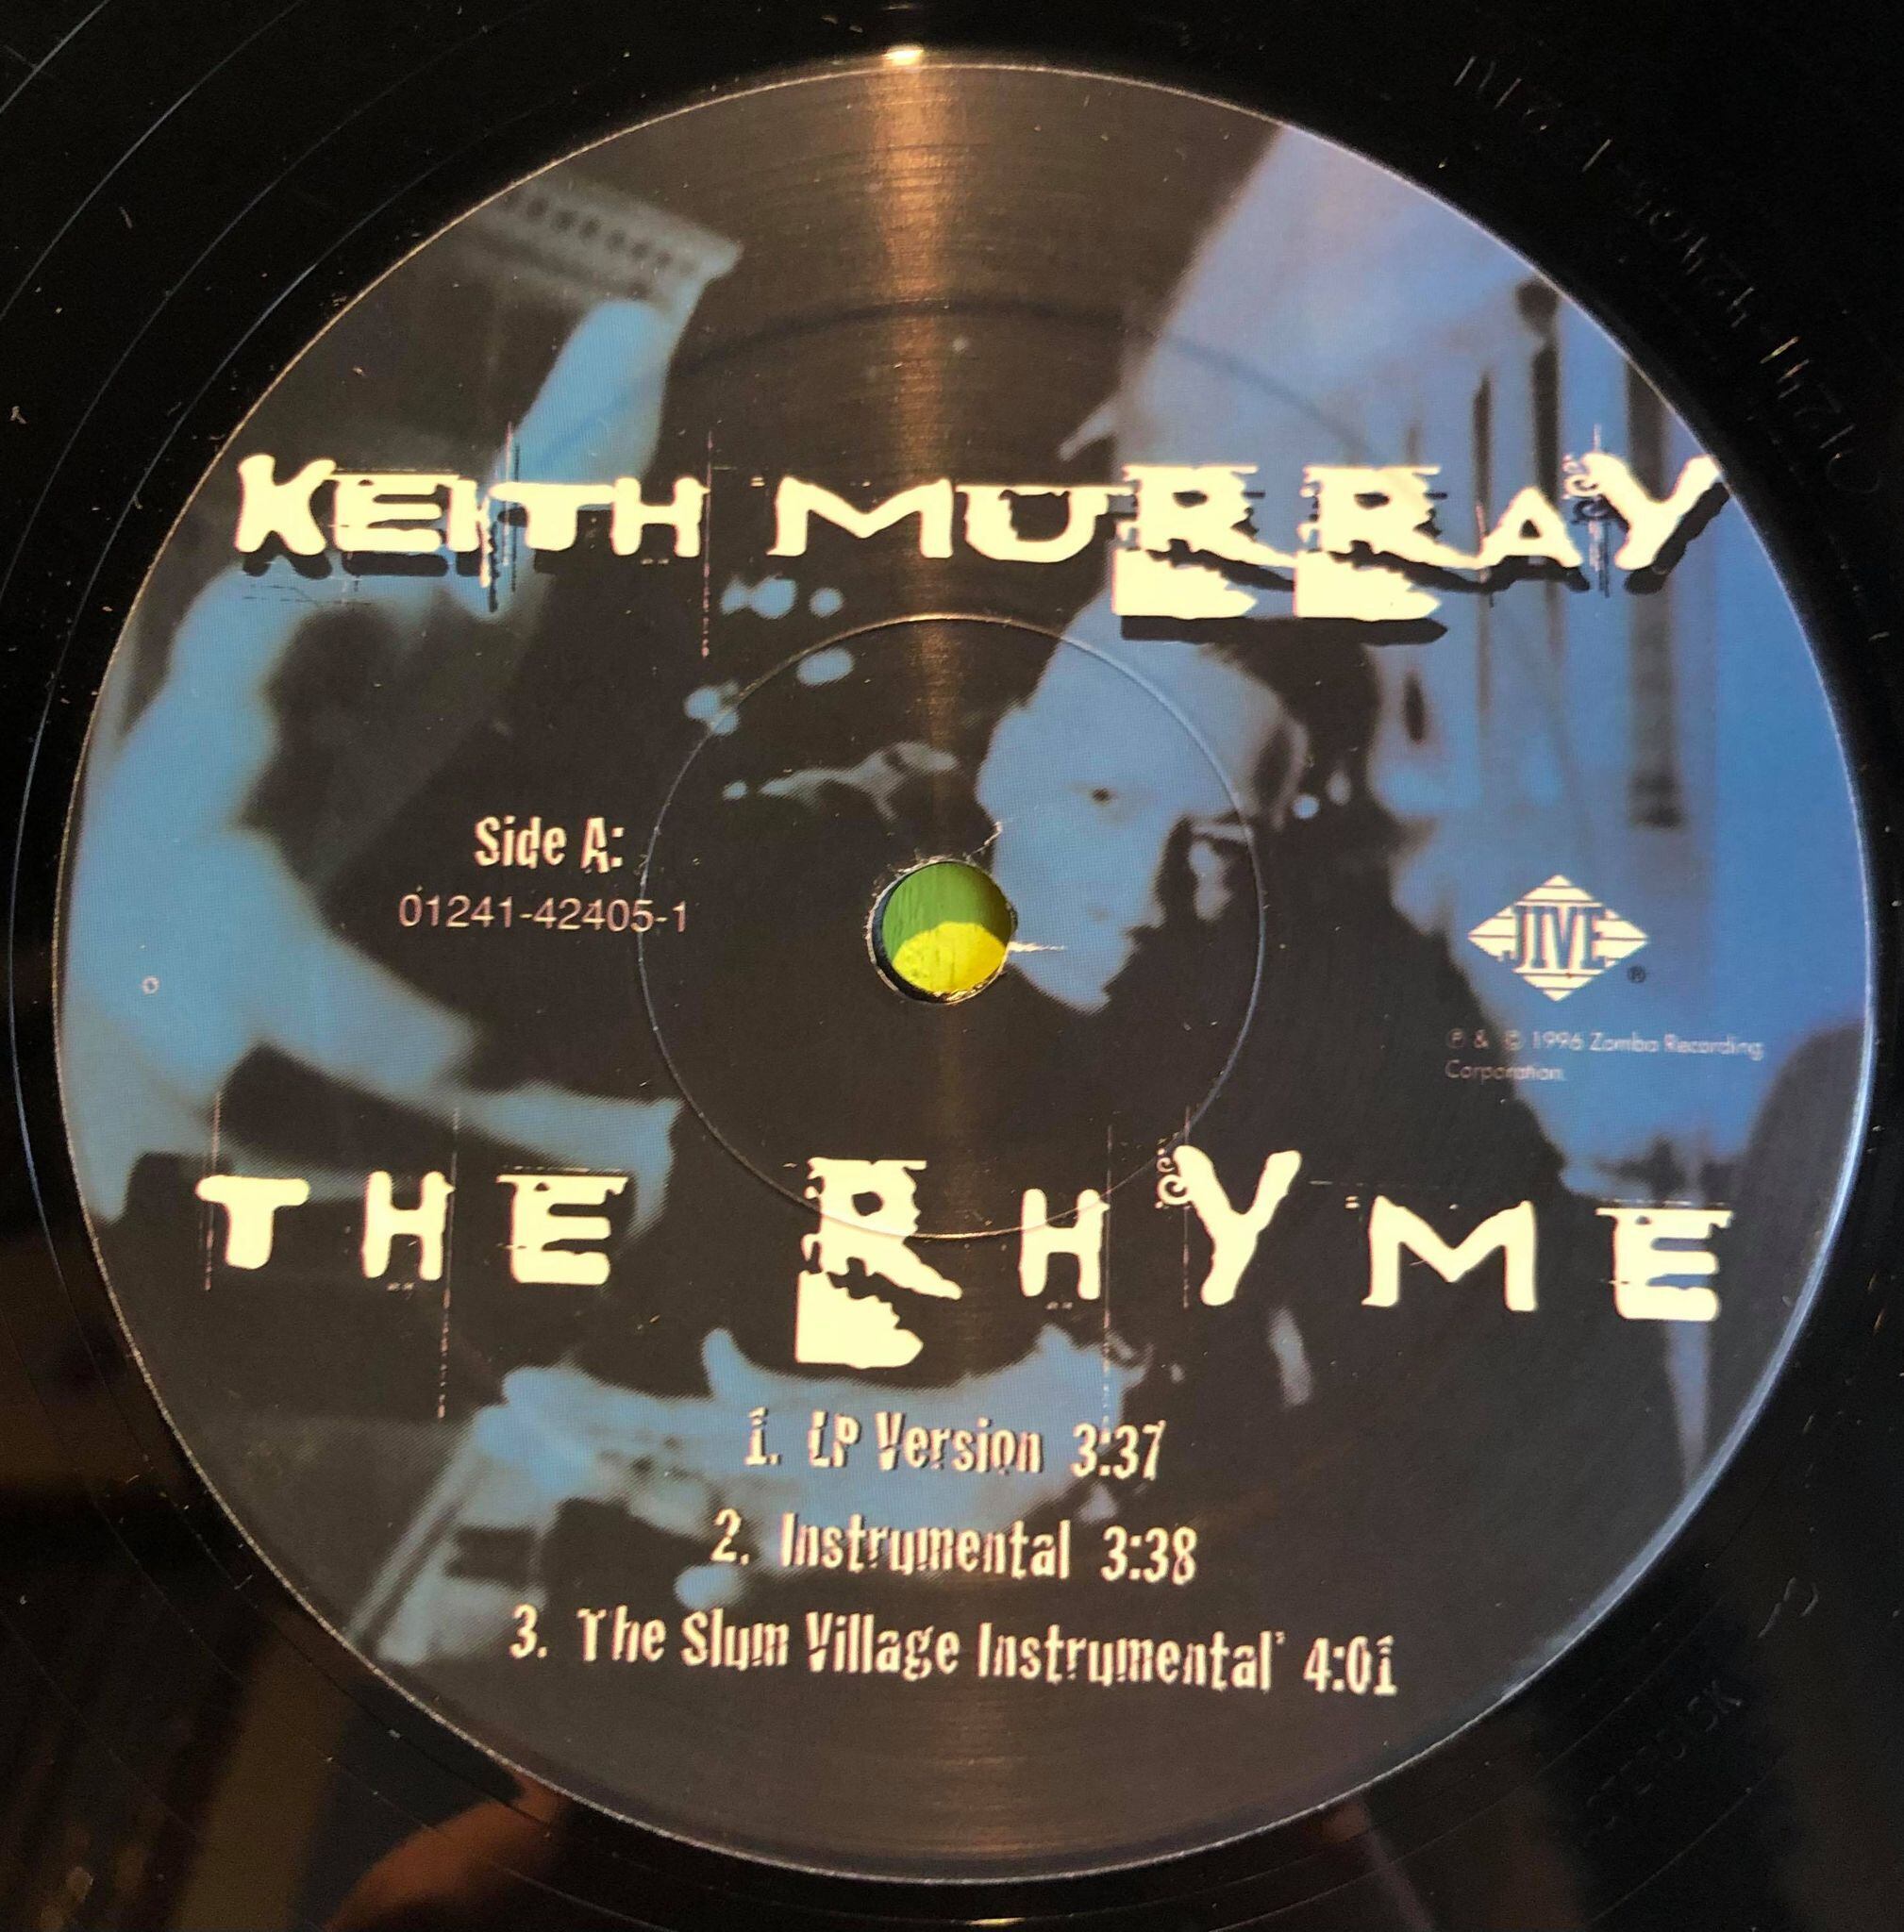 KEITH MURRAY
Side A:
01241-42405-1
JIVE ®
℗ & © 1996 Zomba Recording
Corporation.
THE RHYME
1. LP Version 3:37
2. Instrumental 3:38
3. The Slum Village Instrumental* 4:01